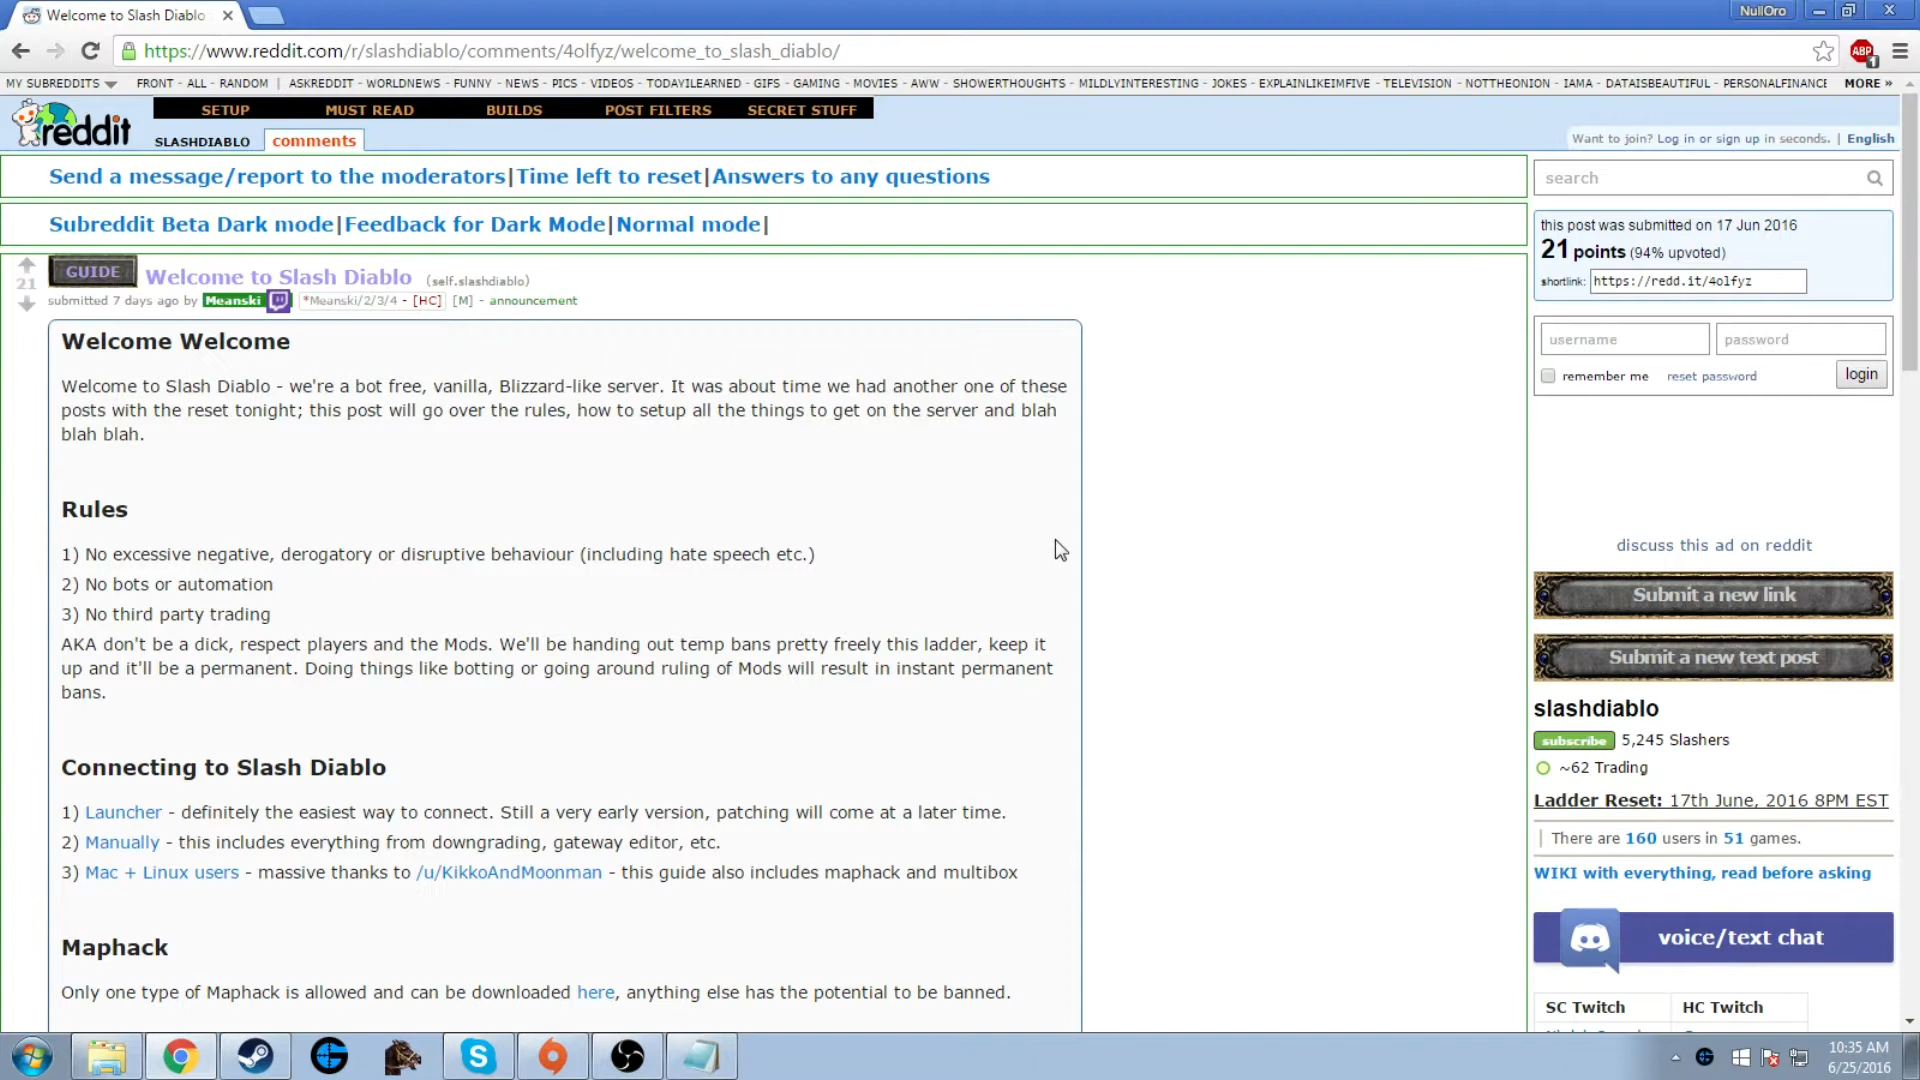 Welcome to Slash Diablo
NullOro
https://www.reddit.com/r/slashdiablo/comments/4olfyz/welcome_to_slash_diablo/
ABP
1
MY SUBREDDITS FRONT - ALL - RANDOM | ASKREDDIT - WORLDNEWS - FUNNY - NEWS - PICS - VIDEOS - TODAYILEARNED - GIFS - GAMING - MOVIES - AWW - SHOWERTHOUGHTS - MILDLYINTERESTING - JOKES - EXPLAINLIKEIMFIVE - TELEVISION - NOTTHEONION - IAMA - DATAISBEAUTIFUL - PERSONALFINANCE MORE »
SETUP MUST READ BUILDS POST FILTERS SECRET STUFF
reddit SLASHDIABLO comments
Want to join? Log in or sign up in seconds. | English
Send a message/report to the moderators|Time left to reset|Answers to any questions
Subreddit Beta Dark mode|Feedback for Dark Mode|Normal mode|
21
GUIDE Welcome to Slash Diablo (self.slashdiablo)
submitted 7 days ago by Meanski *Meanski/2/3/4 - [HC] [M] - announcement
Welcome Welcome
Welcome to Slash Diablo - we're a bot free, vanilla, Blizzard-like server. It was about time we had another one of these
posts with the reset tonight; this post will go over the rules, how to setup all the things to get on the server and blah
blah blah.
Rules
1) No excessive negative, derogatory or disruptive behaviour (including hate speech etc.)
2) No bots or automation
3) No third party trading
AKA don't be a dick, respect players and the Mods. We'll be handing out temp bans pretty freely this ladder, keep it
up and it'll be a permanent. Doing things like botting or going around ruling of Mods will result in instant permanent
bans.
Connecting to Slash Diablo
1) Launcher - definitely the easiest way to connect. Still a very early version, patching will come at a later time.
2) Manually - this includes everything from downgrading, gateway editor, etc.
3) Mac + Linux users - massive thanks to /u/KikkoAndMoonman - this guide also includes maphack and multibox
Maphack
Only one type of Maphack is allowed and can be downloaded here, anything else has the potential to be banned.
search
this post was submitted on 17 Jun 2016
21 points (94% upvoted)
shortlink: https://redd.it/4olfyz
username password
remember me reset password login
discuss this ad on reddit
Submit a new link
Submit a new text post
slashdiablo
subscribe 5,245 Slashers
~62 Trading
Ladder Reset: 17th June, 2016 8PM EST
There are 160 users in 51 games.
WIKI with everything, read before asking
voice/text chat
SC Twitch HC Twitch
10:35 AM
6/25/2016